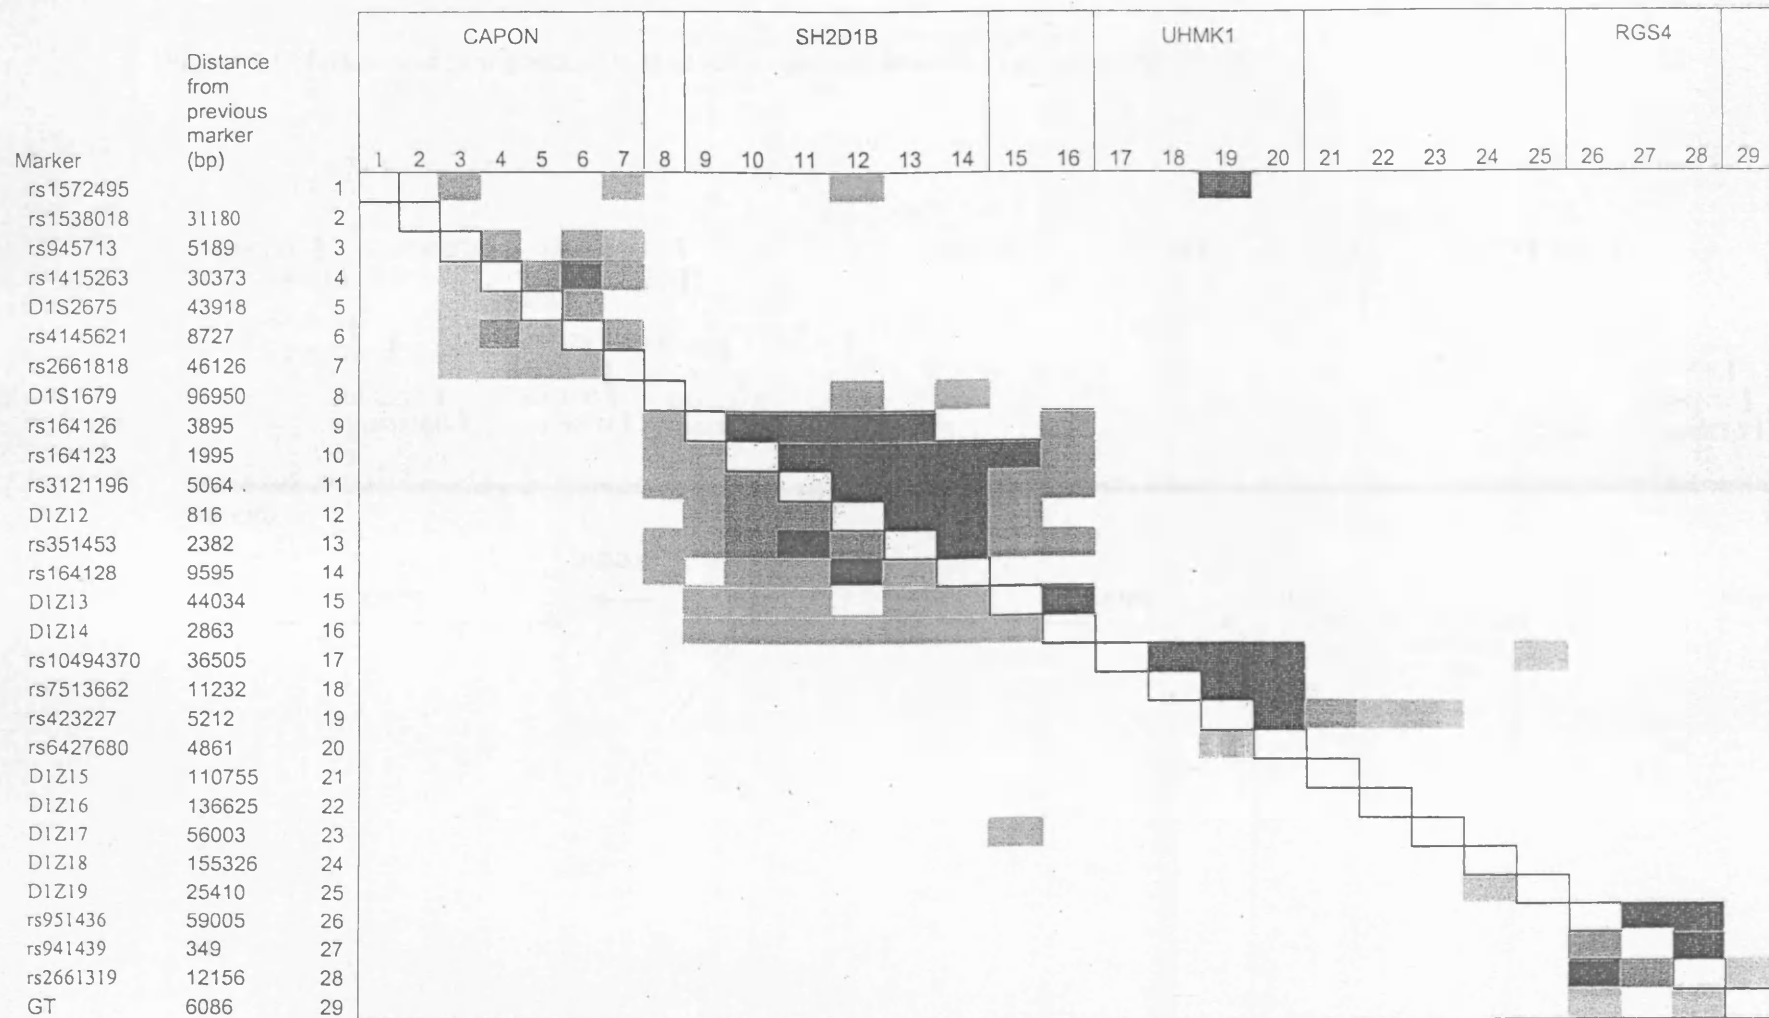 CAPON SH2D1B UHMK1 RGS4
Distance
from
previous
marker
Marker (bp) 1 2 3 4 5 6 7 8 9 10 11 12 13 14 15 16 17 18 19 20 21 22 23 24 25 26 27 28 29
rs1572495 1
rs1538018 31180 2
rs945713 5189 3
rs1415263 30373 4
D1S2675 43918 5
rs4145621 8727 6
rs2661818 46126 7
D1S1679 96950 8
rs164126 3895 9
rs164123 1995 10
rs3121196 5064 11
D1Z12 816 12
rs351453 2382 13
rs164128 9595 14
D1Z13 44034 15
D1Z14 2863 16
rs10494370 36505 17
rs7513662 11232 18
rs423227 5212 19
rs6427680 4861 20
D1Z15 110755 21
D1Z16 136625 22
D1Z17 56003 23
D1Z18 155326 24
D1Z19 25410 25
rs951436 59005 26
rs941439 349 27
rs2661319 12156 28
GT 6086 29